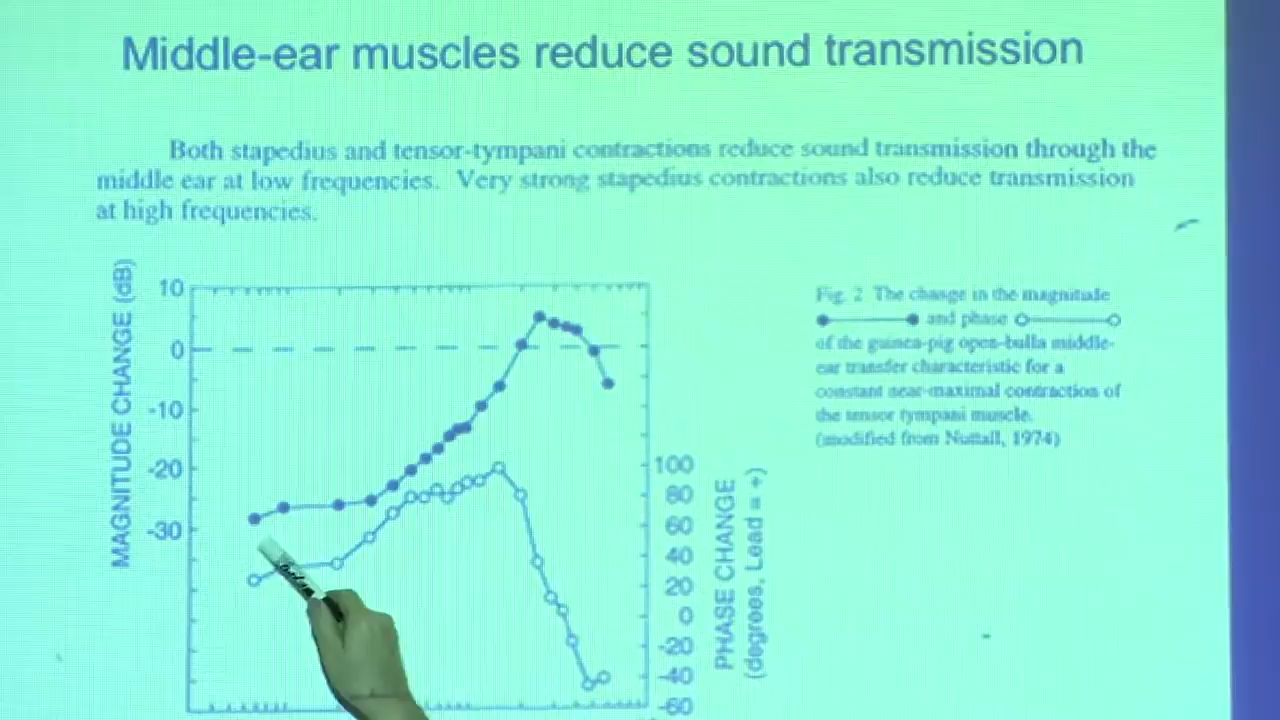 Middle-ear muscles reduce sound transmission
Both stapedius and tensor-tympani contractions reduce sound transmission through the
middle ear at low frequencies. Very strong stapedius contractions also reduce transmission
at high frequencies.
MAGNITUDE CHANGE (dB)
10
0
-10
-20
-30
100
80
60
40
20
0
-20
-40
-60
PHASE CHANGE
(degrees, Lead = +)
Fig. 2 The change in the magnitude
and phase
of the guinea-pig open-bulla middle-
ear transfer characteristic for a
constant near-maximal contraction of
the tensor tympani muscle.
(modified from Nuttall, 1974)